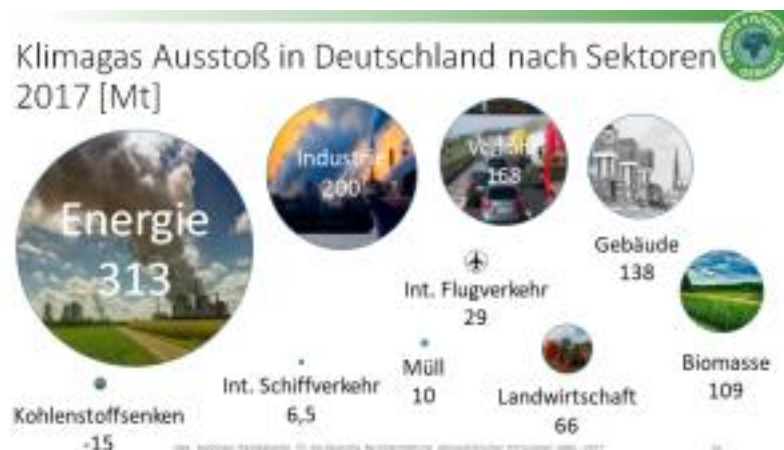 Klimagas Ausstoß in Deutschland nach Sektoren
2017 [Mt]
Energie
313
Industrie
200
Verkehr
168
Gebäude
138
Int. Flugverkehr
29
Biomasse
109
Kohlenstoffsenken
-15
Int. Schiffverkehr
6,5
Müll
10
Landwirtschaft
66